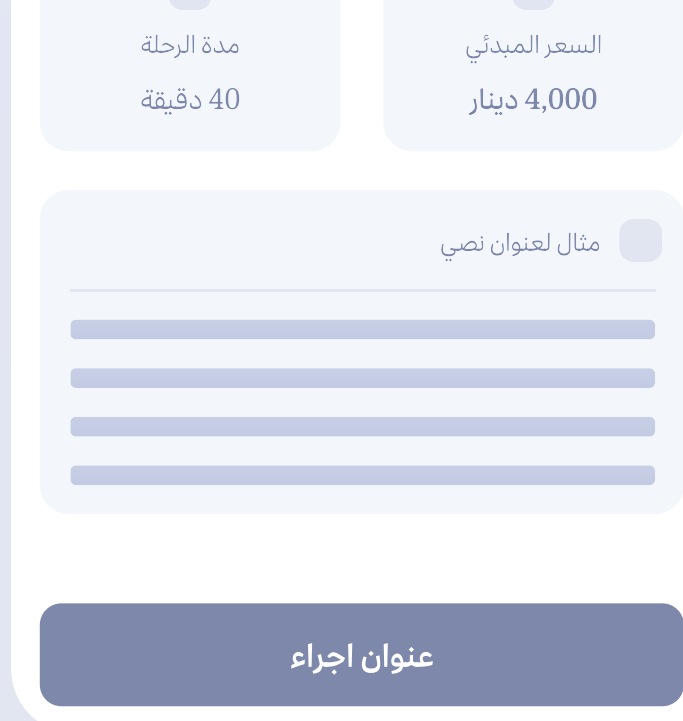 السعر المبدئي
4,000 دينار
مدة الرحلة
40 دقيقة
مثال لعنوان نصي
عنوان اجراء